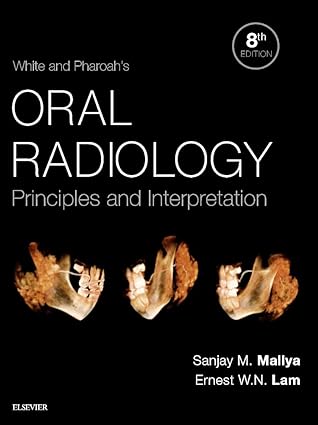 8th
EDITION
White and Pharoah's
ORAL
RADIOLOGY
Principles and Interpretation
Sanjay M. Mallya
Ernest W.N. Lam
ELSEVIER